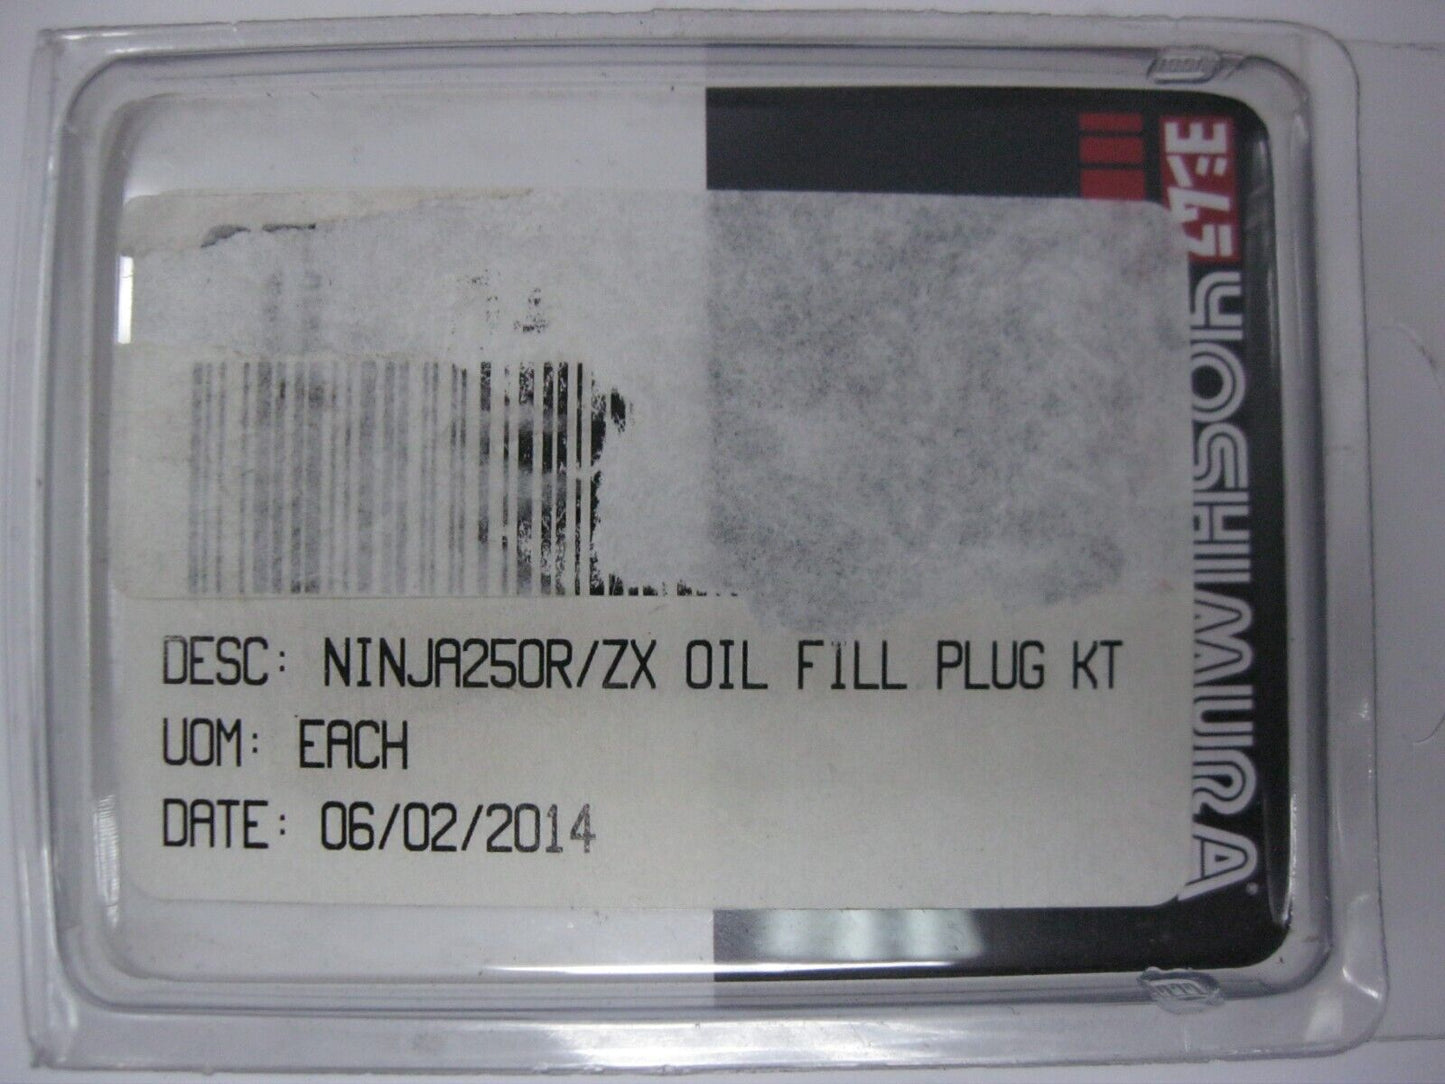 DESC: NINJA250R/ZX OIL FILL PLUG KT
UOM: EACH
DATE: 06/02/2014
YOSHIMURA
ヨシムラ